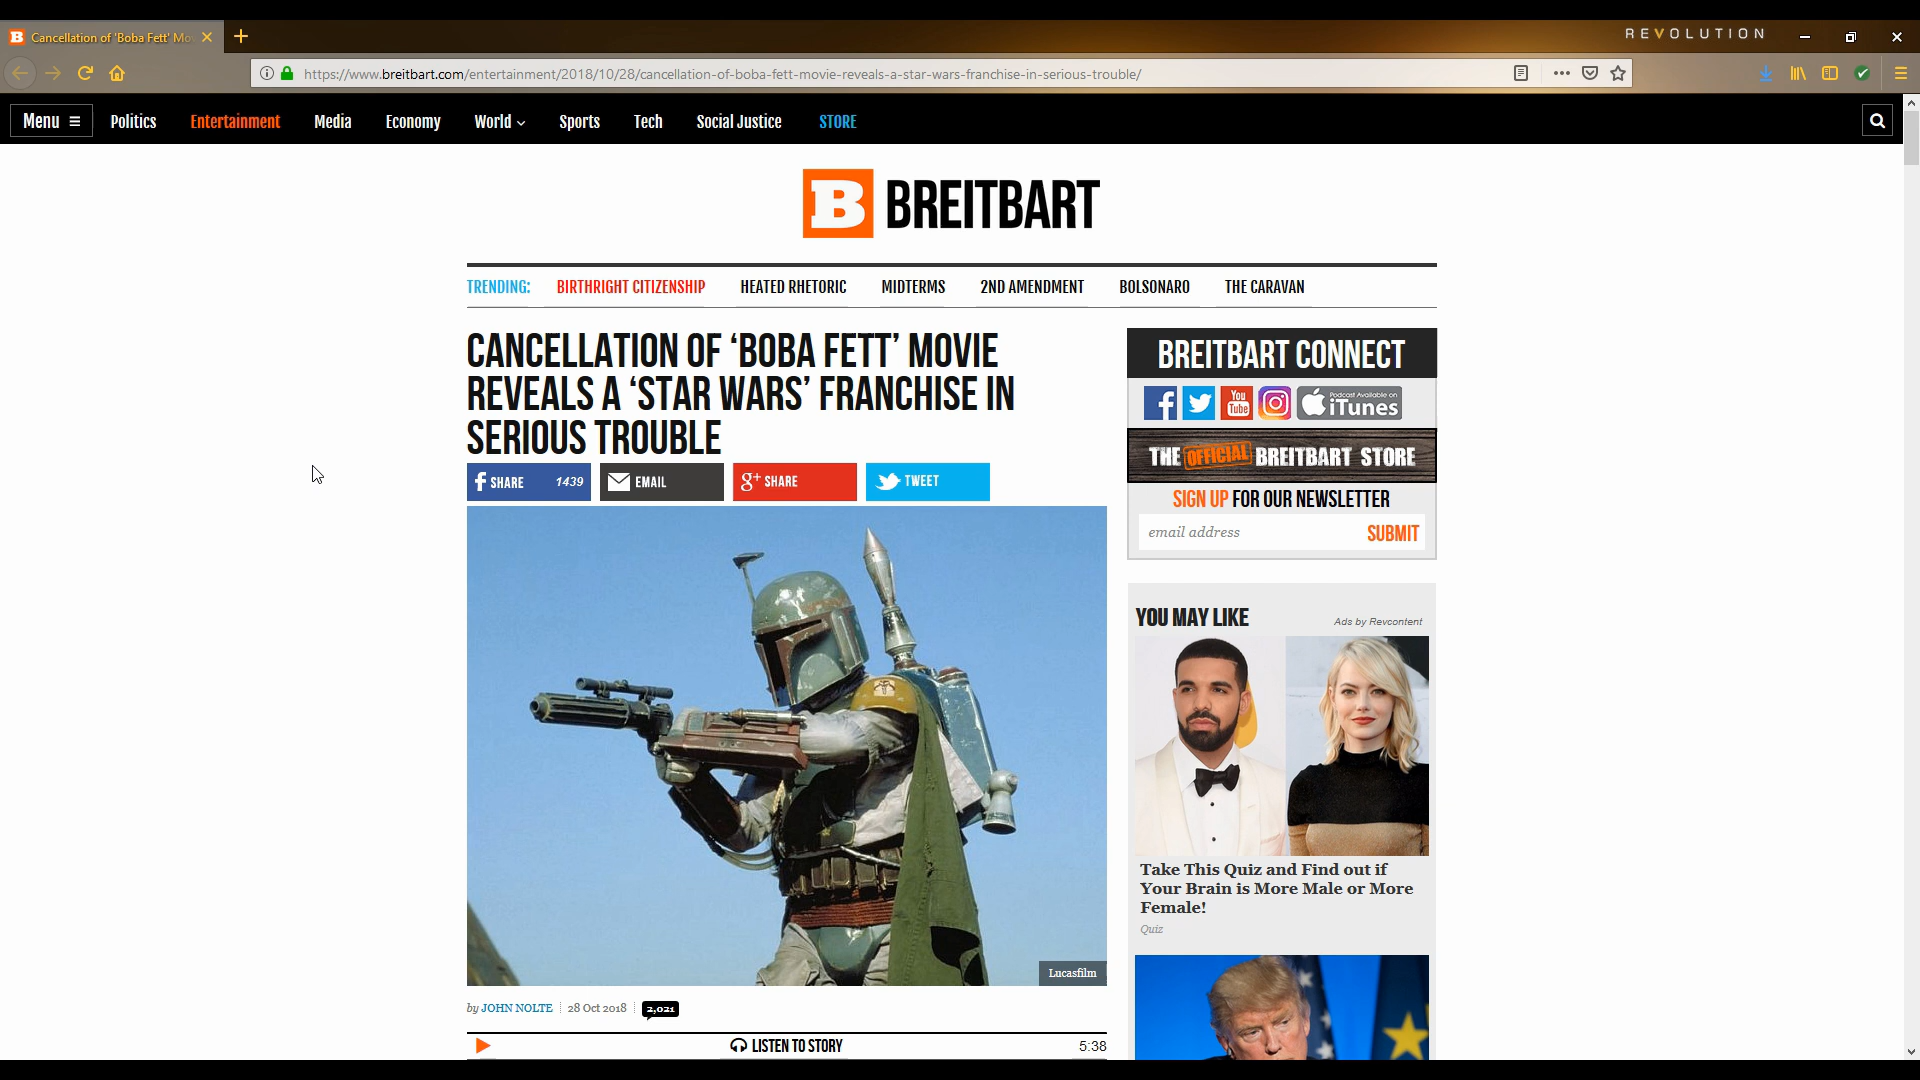 Cancellation of 'Boba Fett' Mo
REVOLUTION
https://www.breitbart.com/entertainment/2018/10/28/cancellation-of-boba-fett-movie-reveals-a-star-wars-franchise-in-serious-trouble/
Menu Politics Entertainment Media Economy World Sports Tech Social Justice STORE
B BREITBART
TRENDING: BIRTHRIGHT CITIZENSHIP HEATED RHETORIC MIDTERMS 2ND AMENDMENT BOLSONARO THE CARAVAN
CANCELLATION OF ‘BOBA FETT’ MOVIE
REVEALS A ‘STAR WARS’ FRANCHISE IN
SERIOUS TROUBLE
f SHARE 1439 EMAIL g+ SHARE TWEET
Lucasfilm
by JOHN NOLTE 28 Oct 2018 2,021
LISTEN TO STORY 5:38
BREITBART CONNECT
You Tube Podcast Available on iTunes
THE OFFICIAL BREITBART STORE
SIGN UP FOR OUR NEWSLETTER
email address SUBMIT
YOU MAY LIKE Ads by Revcontent
Take This Quiz and Find out if
Your Brain is More Male or More
Female!
Quiz